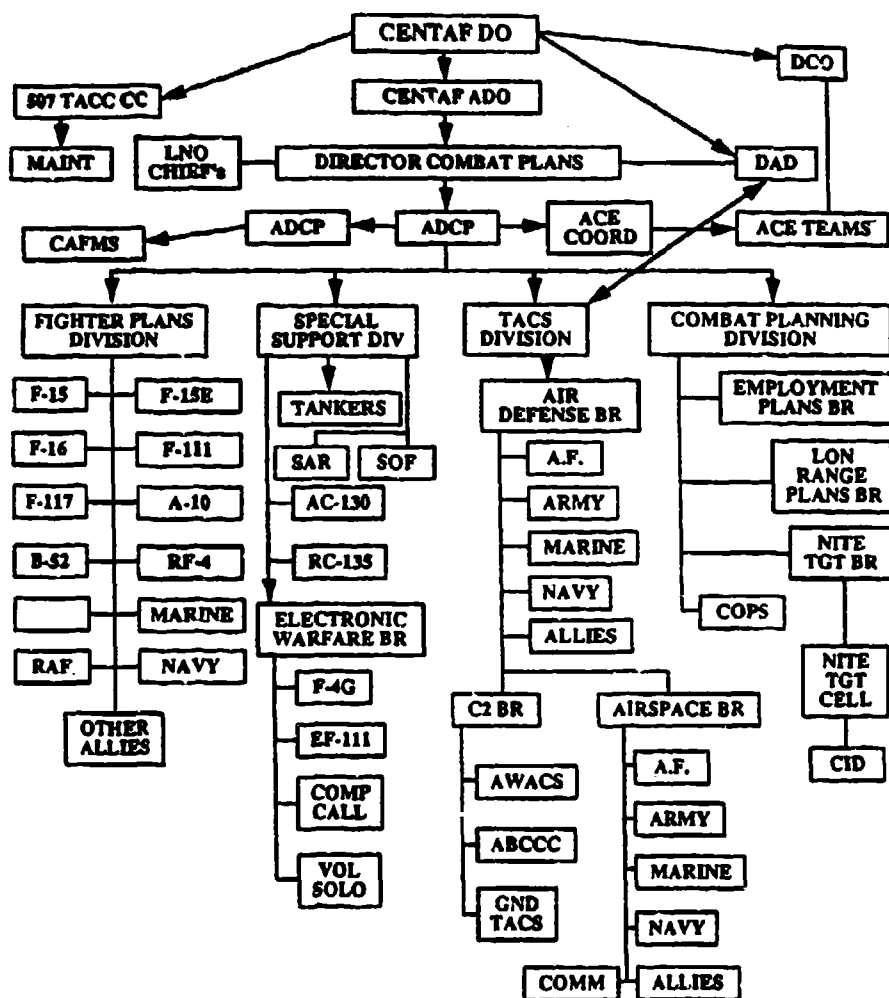 CENTAF DO
DCO
507 TACC CC
CENTAF ADO
MAINT
LNO
CHIEF's
DIRECTOR COMBAT PLANS
DAD
CAFMS
ADCP
ADCP
ACE
COORD
ACE TEAMS
FIGHTER PLANS
DIVISION
SPECIAL
SUPPORT DIV
TACS
DIVISION
COMBAT PLANNING
DIVISION
F-15
F-15E
F-16
F-111
F-117
A-10
B-52
RF-4
MARINE
RAF
NAVY
OTHER
ALLIES
TANKERS
SAR
SOF
AC-130
RC-135
ELECTRONIC
WARFARE BR
F-4G
EF-111
COMP
CALL
VOL
SOLO
AIR
DEFENSE BR
A.F.
ARMY
MARINE
NAVY
ALLIES
C2 BR
AIRSPACE BR
AWACS
ABCCC
GND
TACS
A.F.
ARMY
MARINE
NAVY
COMM
ALLIES
EMPLOYMENT
PLANS BR
LON
RANGE
PLANS BR
NITE
TGT BR
COPS
NITE
TGT
CELL
CID